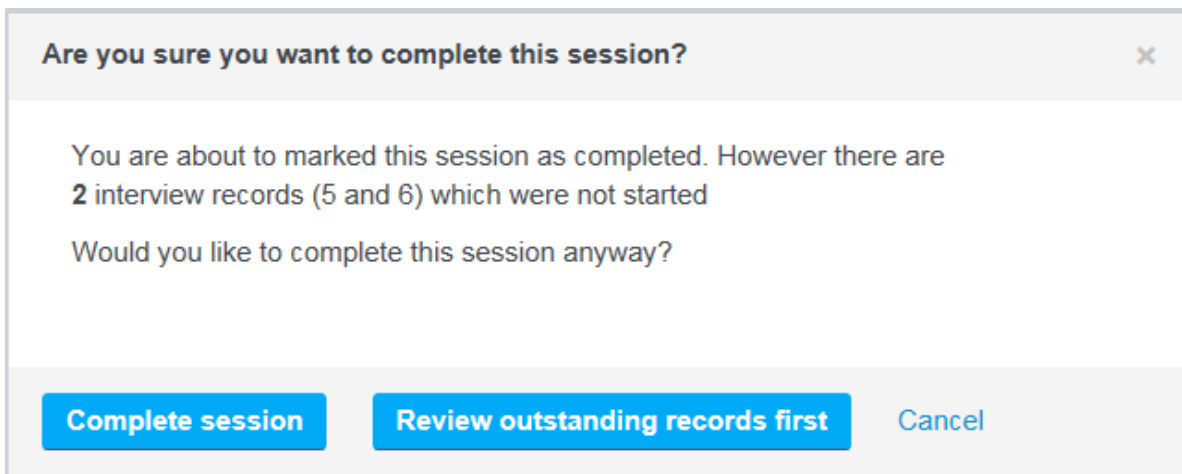 Are you sure you want to complete this session?
×
You are about to marked this session as completed. However there are
2 interview records (5 and 6) which were not started
Would you like to complete this session anyway?
Complete session
Review outstanding records first
Cancel